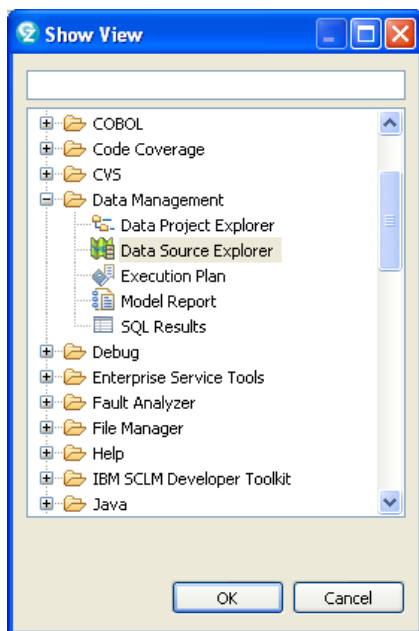 Show View
COBOL
Code Coverage
CVS
Data Management
Data Project Explorer
Data Source Explorer
Execution Plan
Model Report
SQL Results
Debug
Enterprise Service Tools
Fault Analyzer
File Manager
Help
IBM SCLM Developer Toolkit
Java
OK Cancel